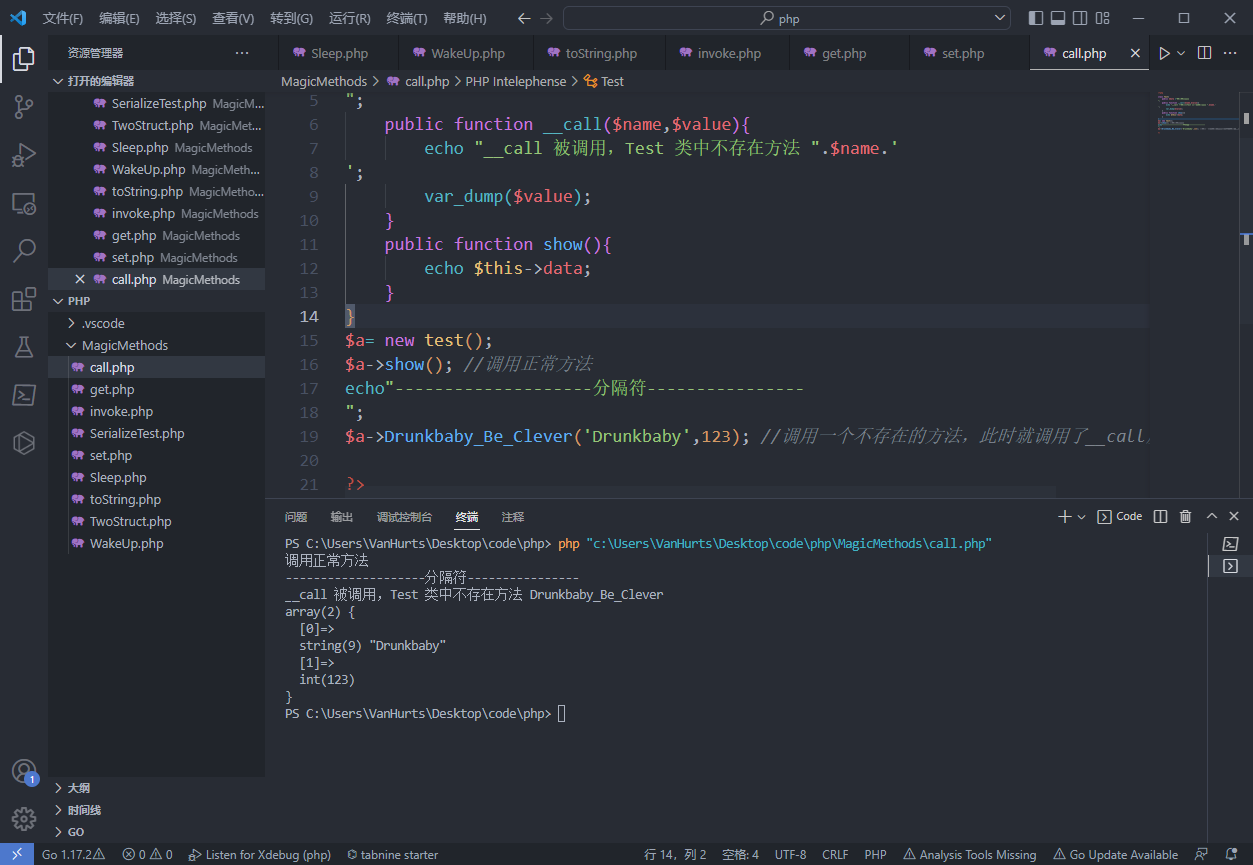 文件(F) 编辑(E) 选择(S) 查看(V) 转到(G) 运行(R) 终端(T) 帮助(H) php
资源管理器
Sleep.php WakeUp.php toString.php invoke.php get.php set.php call.php
打开的编辑器
MagicMethods > call.php > PHP Intelephense > Test
SerializeTest.php MagicM...
TwoStruct.php MagicMet...
Sleep.php MagicMethods
WakeUp.php MagicMeth...
toString.php MagicMetho...
invoke.php MagicMethods
get.php MagicMethods
set.php MagicMethods
call.php MagicMethods
PHP
.vscode
MagicMethods
call.php
get.php
invoke.php
SerializeTest.php
set.php
Sleep.php
toString.php
TwoStruct.php
WakeUp.php
大纲
时间线
GO
5 ";
6 public function __call($name,$value){
7 echo "__call 被调用，Test 类中不存在方法 ".$name.'
8 ';
9 var_dump($value);
10 }
11 public function show(){
12 echo $this->data;
13 }
14 }
15 $a= new test();
16 $a->show(); //调用正常方法
17 echo"--------------------分隔符----------------
18 ";
19 $a->Drunkbaby_Be_Clever('Drunkbaby',123); //调用一个不存在的方法，此时就调用了__call
20
21 ?>
问题 输出 调试控制台 终端 注释
Code
PS C:\Users\VanHurts\Desktop\code\php> php "c:\Users\VanHurts\Desktop\code\php\MagicMethods\call.php"
调用正常方法
--------------------分隔符----------------
__call 被调用，Test 类中不存在方法 Drunkbaby_Be_Clever
array(2) {
[0]=>
string(9) "Drunkbaby"
[1]=>
int(123)
}
PS C:\Users\VanHurts\Desktop\code\php>
1
Go 1.17.2 0 0 Listen for Xdebug (php) tabnine starter 行 14，列 2 空格: 4 UTF-8 CRLF PHP Analysis Tools Missing Go Update Available